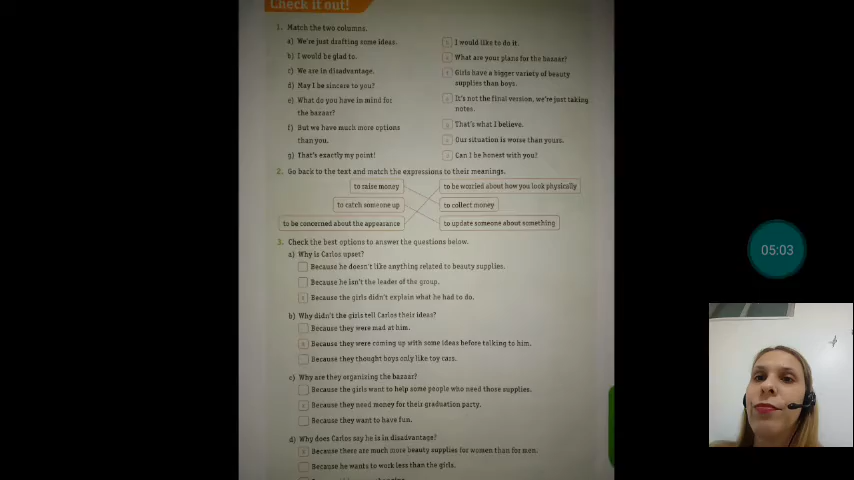 Check it out!
1. Match the two columns.
a) We're just drafting some ideas.
b) I would be glad to.
c) We are in disadvantage.
d) May I be sincere to you?
e) What do you have in mind for
the bazaar?
f) But we have much more options
than you.
g) That's exactly my point!
I would like to do it.
What are your plans for the bazaar?
Girls have a bigger variety of beauty
supplies than boys.
It's not the final version, we're just taking
notes.
That's what I believe.
Our situation is worse than yours.
Can I be honest with you?
2. Go back to the text and match the expressions to their meanings.
to raise money
to catch someone up
to be concerned about the appearance
to be worried about how you look physically
to collect money
to update someone about something
3. Check the best options to answer the questions below.
a) Why is Carlos upset?
Because he doesn't like anything related to beauty supplies.
Because he isn't the leader of the group.
Because the girls didn't explain what he had to do.
b) Why didn't the girls tell Carlos their ideas?
Because they were mad at him.
Because they were coming up with some ideas before talking to him.
Because they thought boys only like toy cars.
c) Why are they organizing the bazaar?
Because the girls want to help some people who need those supplies.
Because they need money for their graduation party.
Because they want to have fun.
d) Why does Carlos say he is in disadvantage?
Because there are much more beauty supplies for women than for men.
Because he wants to work less than the girls.
05:03